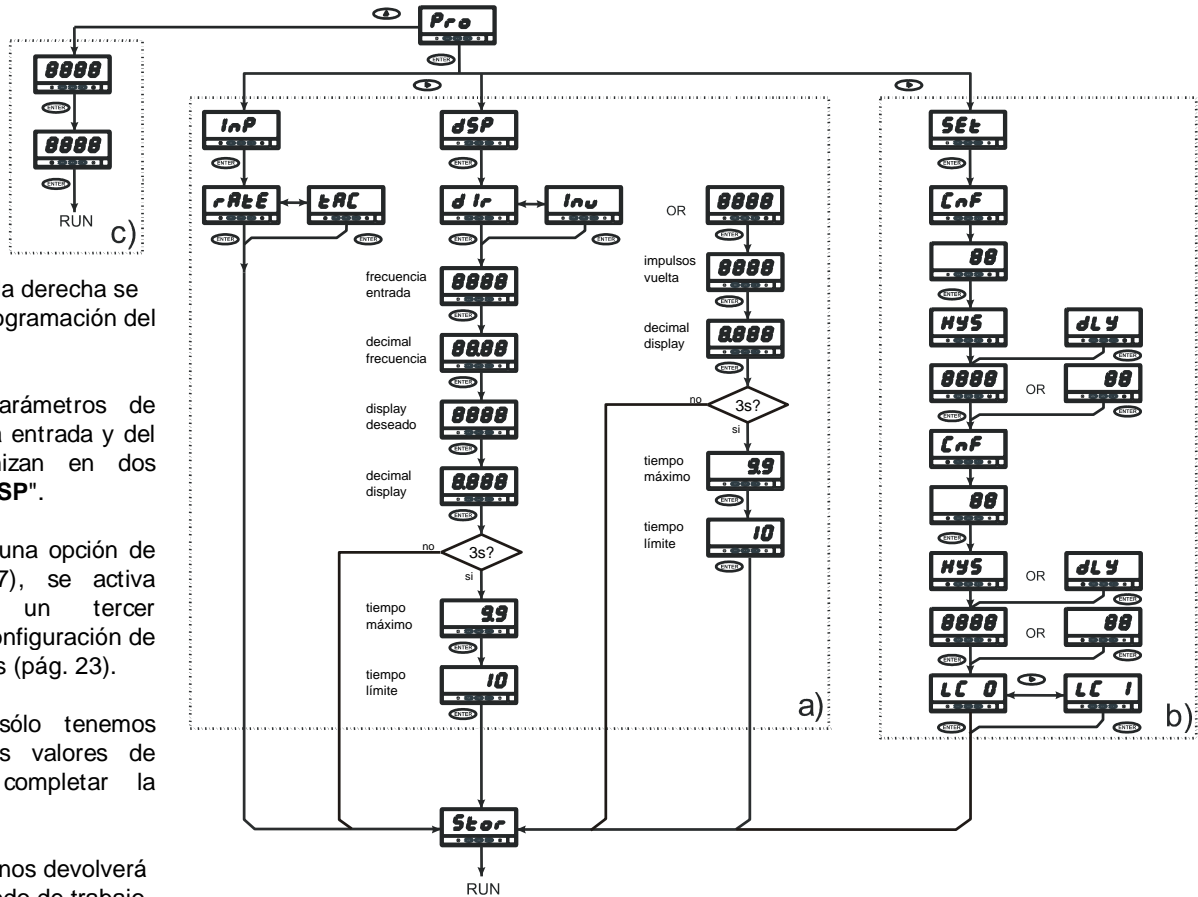 Pro
ENTER
8888
ENTER
8888
ENTER
RUN
c)
InP
ENTER
rAtE
tAC
ENTER
ENTER
dSP
ENTER
dIr
Inv
ENTER
ENTER
frecuencia
entrada
8888
ENTER
decimal
frecuencia
88.88
ENTER
display
deseado
8888
ENTER
decimal
display
8.888
ENTER
no
3s?
si
tiempo
máximo
9.9
ENTER
tiempo
límite
10
ENTER
OR
8888
ENTER
impulsos
vuelta
8888
ENTER
decimal
display
8.888
ENTER
no
3s?
si
tiempo
máximo
9.9
ENTER
tiempo
límite
10
ENTER
a)
SEt
ENTER
CnF
88
ENTER
HYS
dLY
ENTER
8888
OR
88
ENTER
ENTER
CnF
88
ENTER
HYS
OR
dLY
ENTER
8888
OR
88
ENTER
ENTER
LC 0
LC 1
ENTER
ENTER
b)
Stor
RUN
a derecha se
ogramación del
arámetros de
a entrada y del
nizan en dos
SP".
una opción de
7), se activa
un tercer
onfiguración de
s (pág. 23).
sólo tenemos
s valores de
completar la
nos devolverá